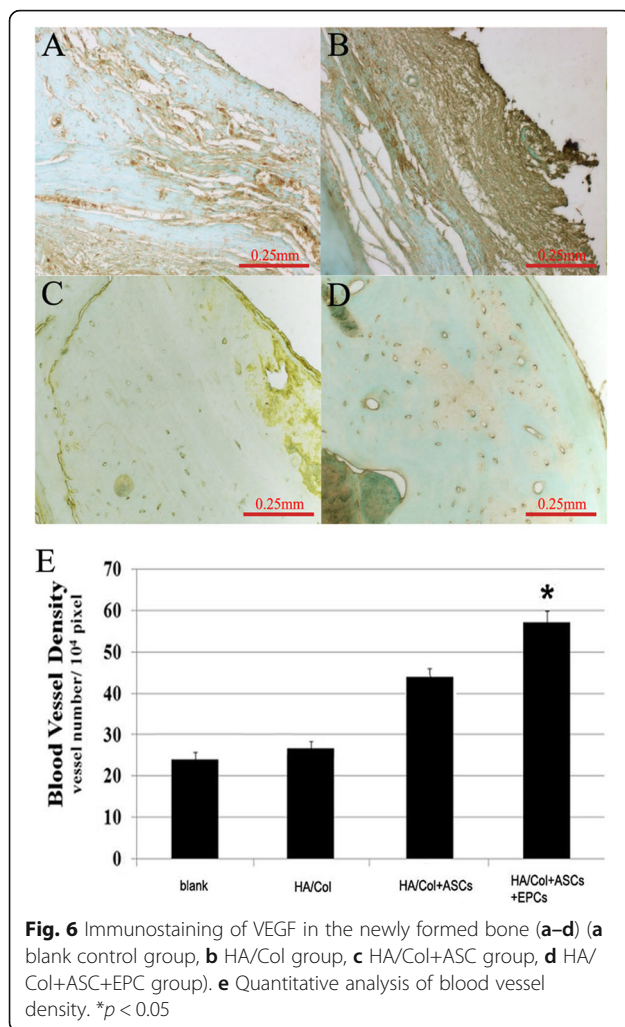 A
B
0.25mm
0.25mm
C
D
0.25mm
0.25mm
E
Blood Vessel Density
vessel number/ 10⁴ pixel
70
60
50
40
30
20
10
0
*
blank
HA/Col
HA/Col+ASCs
HA/Col+ASCs
+EPCs
Fig. 6 Immunostaining of VEGF in the newly formed bone (a–d) (a
blank control group, b HA/Col group, c HA/Col+ASC group, d HA/
Col+ASC+EPC group). e Quantitative analysis of blood vessel
density. *p < 0.05